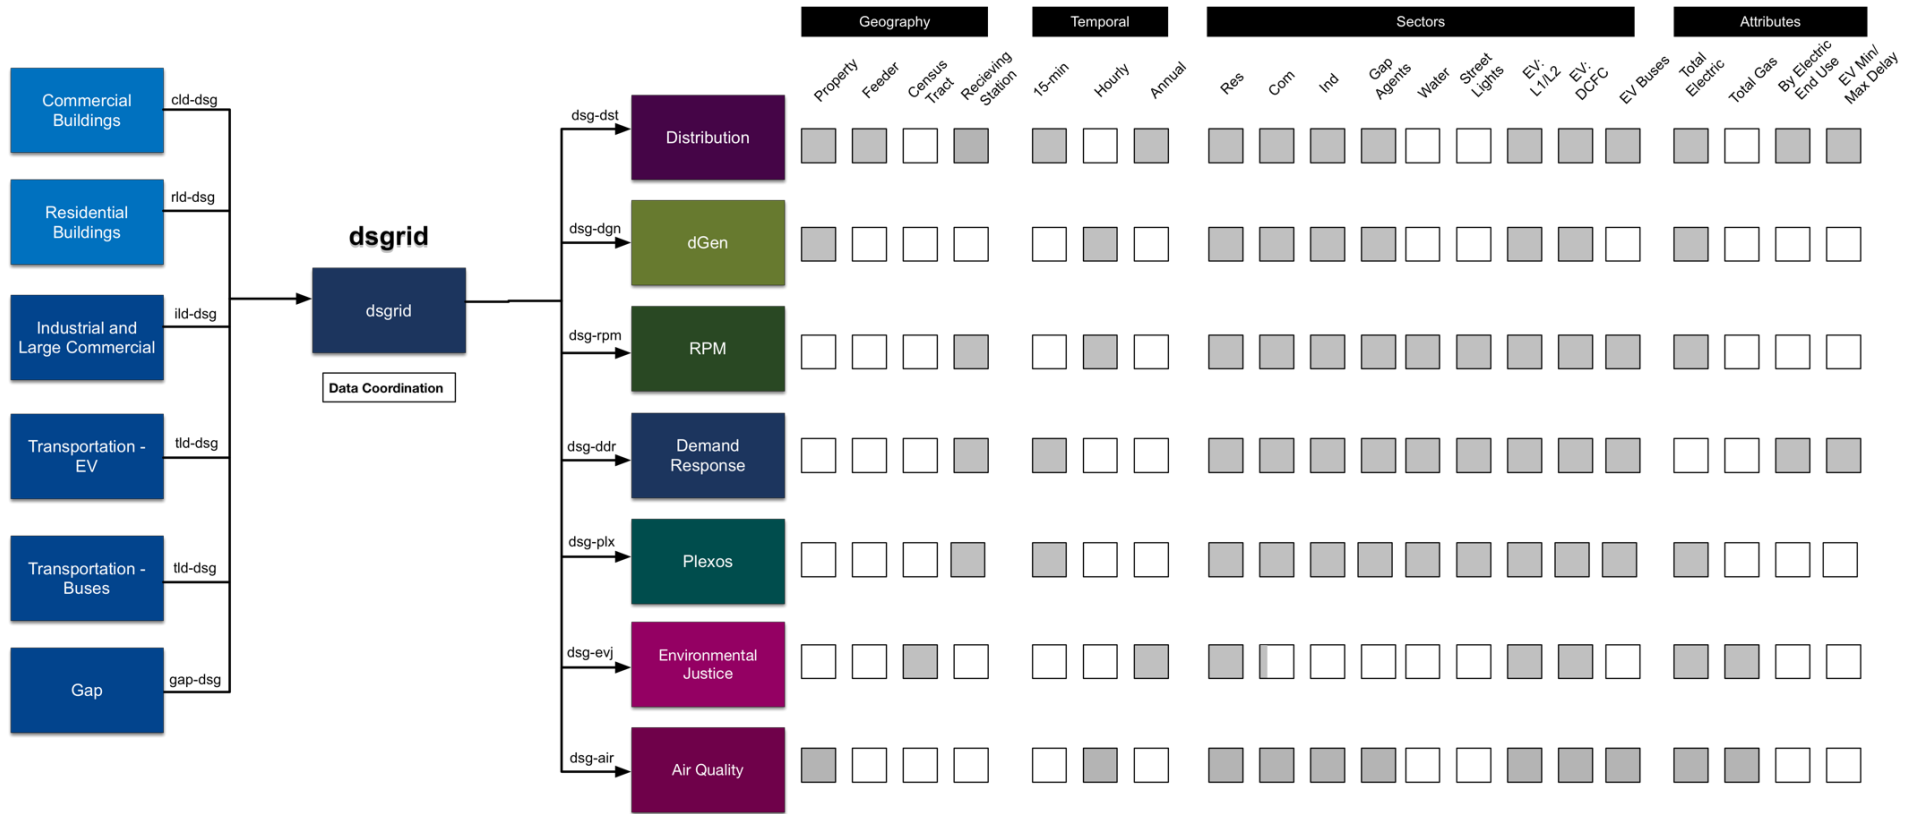 Geography
Temporal
Sectors
Attributes
Property
Feeder
Census
Tract
Recieving
Station
15-min
Hourly
Annual
Res
Com
Ind
Gap
Agents
Water
Street
Lights
EV:
L1/L2
EV:
DCFC
EV Buses
Total
Electric
Total Gas
By Electric
End Use
EV Min/
Max Delay
Commercial
Buildings
cld-dsg
Residential
Buildings
rld-dsg
Industrial and
Large Commercial
ild-dsg
Transportation -
EV
tld-dsg
Transportation -
Buses
tld-dsg
Gap
gap-dsg
dsgrid
dsgrid
Data Coordination
dsg-dst
Distribution
dsg-dgn
dGen
dsg-rpm
RPM
dsg-ddr
Demand
Response
dsg-plx
Plexos
dsg-evj
Environmental
Justice
dsg-air
Air Quality